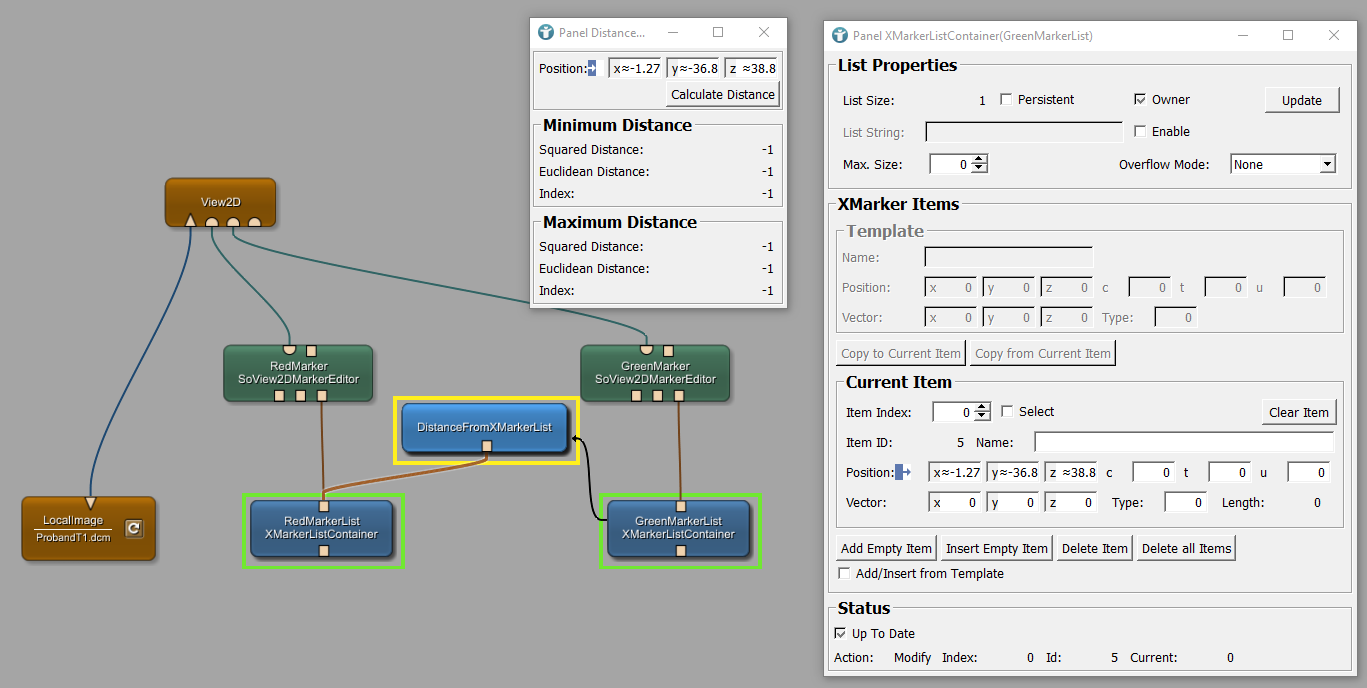 View2D
RedMarker
SoView2DMarkerEditor
GreenMarker
SoView2DMarkerEditor
DistanceFromXMarkerList
LocalImage
ProbandT1.dcm
RedMarkerList
XMarkerListContainer
GreenMarkerList
XMarkerListContainer
Panel Distance...
Position: x≈-1.27 y≈-36.8 z ≈38.8
Calculate Distance
Minimum Distance
Squared Distance: -1
Euclidean Distance: -1
Index: -1
Maximum Distance
Squared Distance: -1
Euclidean Distance: -1
Index: -1
Panel XMarkerListContainer(GreenMarkerList)
List Properties
List Size: 1 Persistent Owner Update
List String: Enable
Max. Size: 0 Overflow Mode: None
XMarker Items
Template
Name:
Position: x 0 y 0 z 0 c 0 t 0 u 0
Vector: x 0 y 0 z 0 Type: 0
Copy to Current Item Copy from Current Item
Current Item
Item Index: 0 Select Clear Item
Item ID: 5 Name:
Position: x≈-1.27 y≈-36.8 z ≈38.8 c 0 t 0 u 0
Vector: x 0 y 0 z 0 Type: 0 Length: 0
Add Empty Item Insert Empty Item Delete Item Delete all Items
Add/Insert from Template
Status
Up To Date
Action: Modify Index: 0 Id: 5 Current: 0